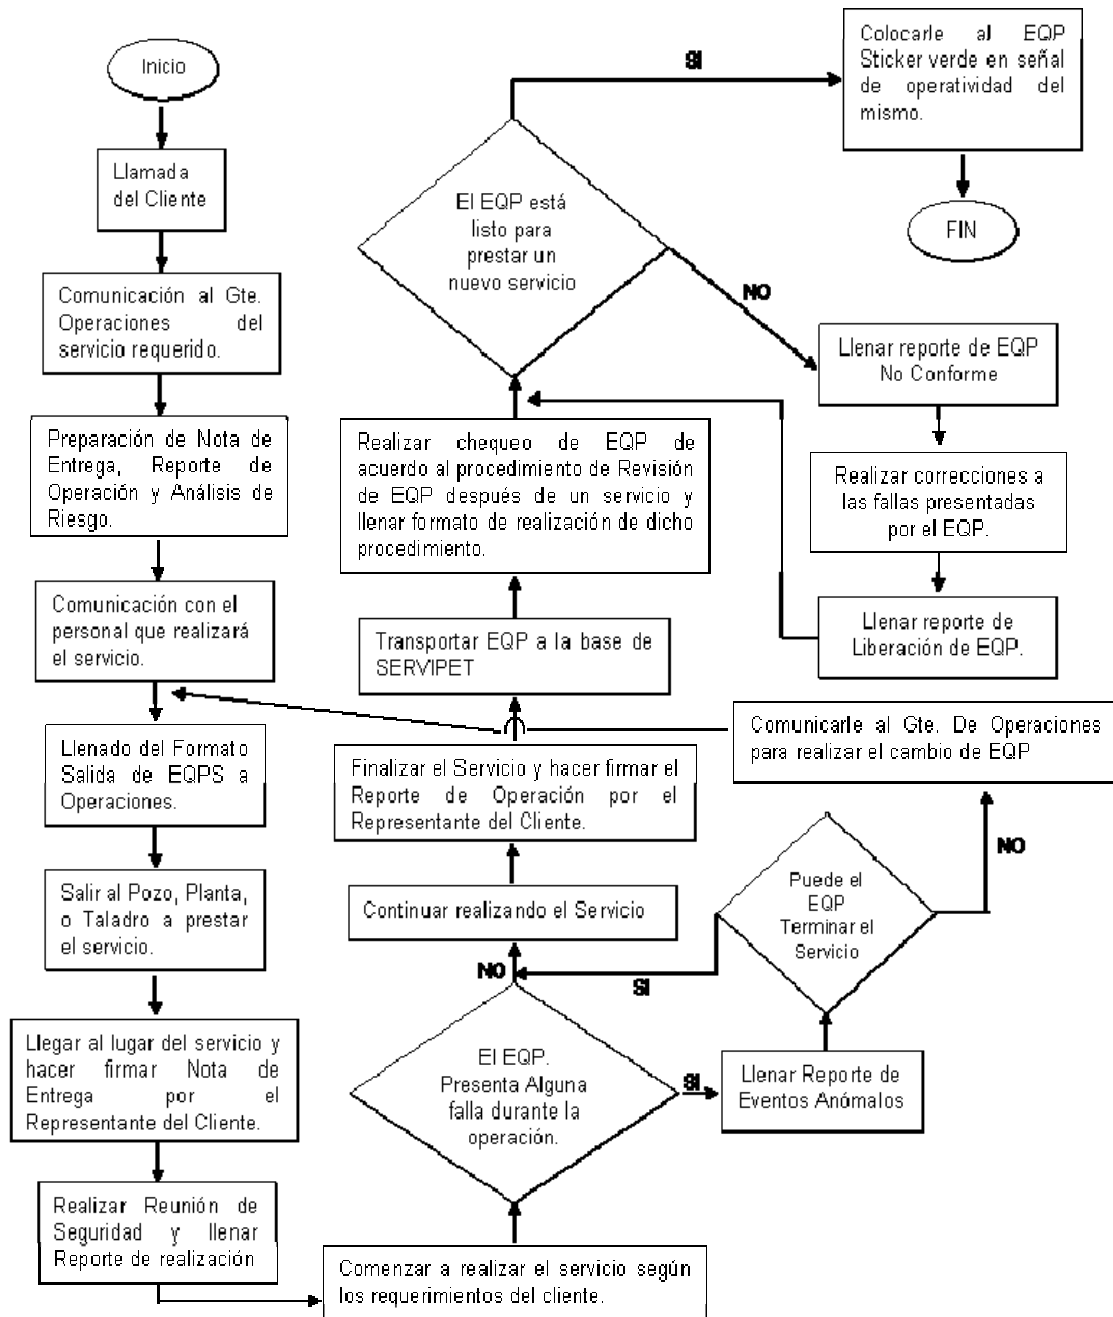 Inicio
Llamada
del Cliente
Comunicación al Gte.
Operaciones del
servicio requerido.
Preparación de Nota de
Entrega, Reporte de
Operación y Análisis de
Riesgo.
Comunicación con el
personal que realizará
el servicio.
Llenado del Formato
Salida de EQPS a
Operaciones.
Salir al Pozo, Planta,
o Taladro a prestar
el servicio.
Llegar al lugar del servicio y
hacer firmar Nota de
Entrega por el
Representante del Cliente.
Realizar Reunión de
Seguridad y llenar
Reporte de realización
Comenzar a realizar el servicio según
los requerimientos del cliente.
El EQP.
Presenta Alguna
falla durante la
operación.
NO
SI
Llenar Reporte de
Eventos Anómalos
Puede el
EQP
Terminar el
Servicio
SI
NO
Comunicarle al Gte. De Operaciones
para realizar el cambio de EQP
Continuar realizando el Servicio
Finalizar el Servicio y hacer firmar el
Reporte de Operación por el
Representante del Cliente.
Transportar EQP a la base de
SERVIPET
Realizar chequeo de EQP de
acuerdo al procedimiento de Revisión
de EQP después de un servicio y
llenar formato de realización de dicho
procedimiento.
El EQP está
listo para
prestar un
nuevo servicio
SI
NO
Colocarle al EQP
Sticker verde en señal
de operatividad del
mismo.
FIN
Llenar reporte de EQP
No Conforme
Realizar correcciones a
las fallas presentadas
por el EQP.
Llenar reporte de
Liberación de EQP.